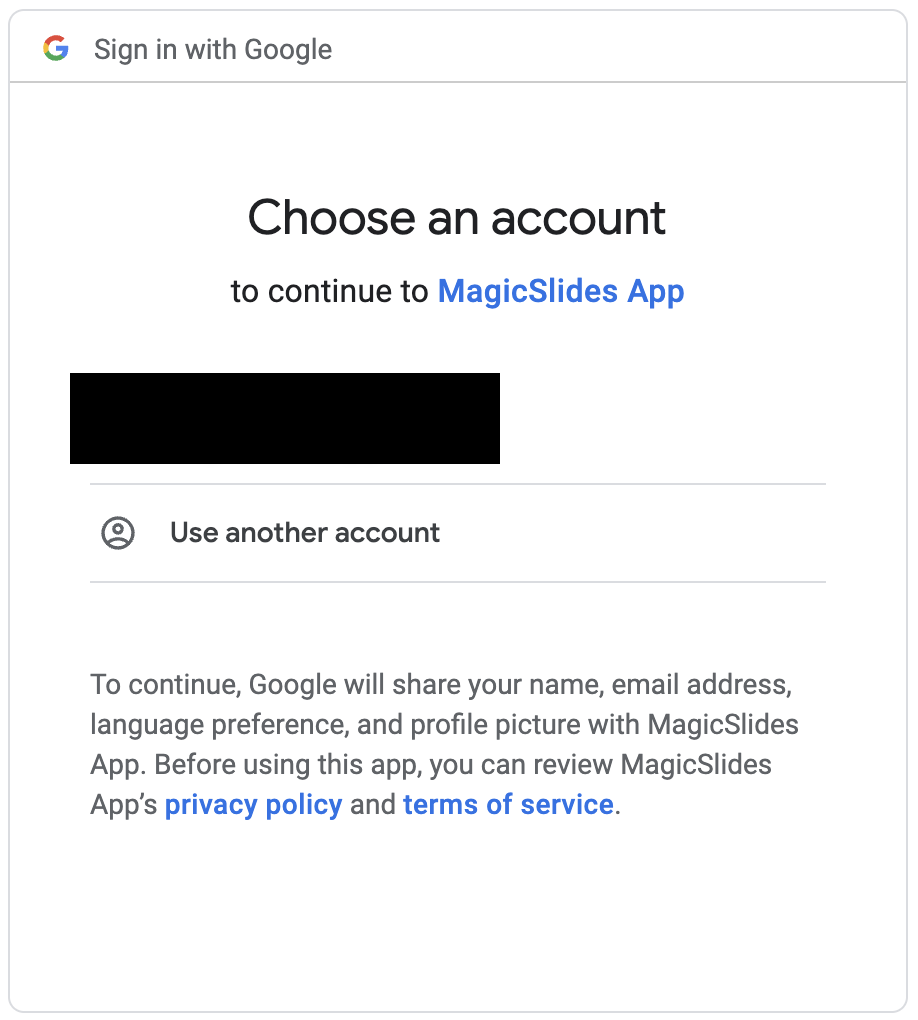 Sign in with Google
Choose an account
to continue to MagicSlides App
Use another account
To continue, Google will share your name, email address,
language preference, and profile picture with MagicSlides
App. Before using this app, you can review MagicSlides
App’s privacy policy and terms of service.